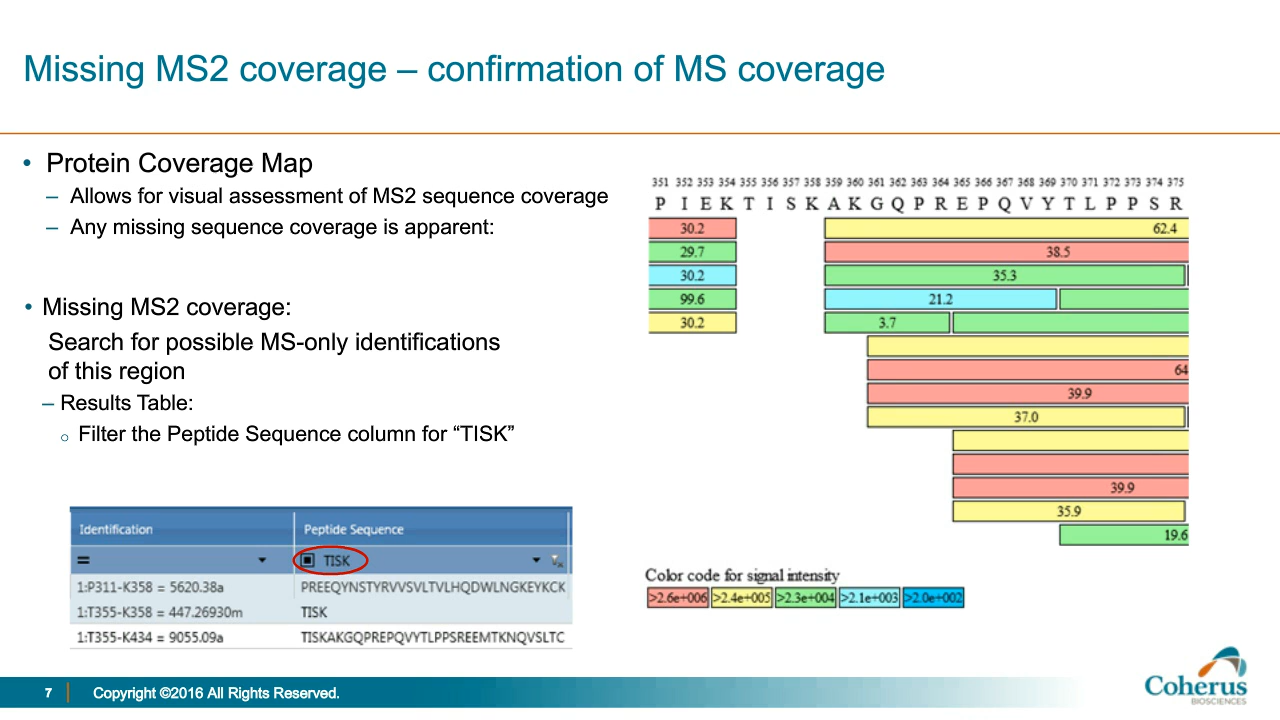 Missing MS2 coverage – confirmation of MS coverage
• Protein Coverage Map
– Allows for visual assessment of MS2 sequence coverage
– Any missing sequence coverage is apparent:
• Missing MS2 coverage:
Search for possible MS-only identifications
of this region
– Results Table:
○ Filter the Peptide Sequence column for “TISK”
Identification Peptide Sequence
= TISK
1:P311-K358 = 5620.38a PREEQYNSTYRVVSVLTVLHQDWLNGKEYKCK
1:T355-K358 = 447.26930m TISK
1:T355-K434 = 9055.09a TISKAKGQPREPQVYTLPPSREEMTKNQVSLTC
351 352 353 354 355 356 357 358 359 360 361 362 363 364 365 366 367 368 369 370 371 372 373 374 375
P I E K T I S K A K G Q P R E P Q V Y T L P P S R
30.2 62.4
29.7 38.5
30.2 35.3
99.6 21.2
30.2 3.7
64
39.9
37.0
39.9
35.9
19.6
Color code for signal intensity
>2.6e+006 >2.4e+005 >2.3e+004 >2.1e+003 >2.0e+002
7 Copyright ©2016 All Rights Reserved.
Coherus
BIOSCIENCES